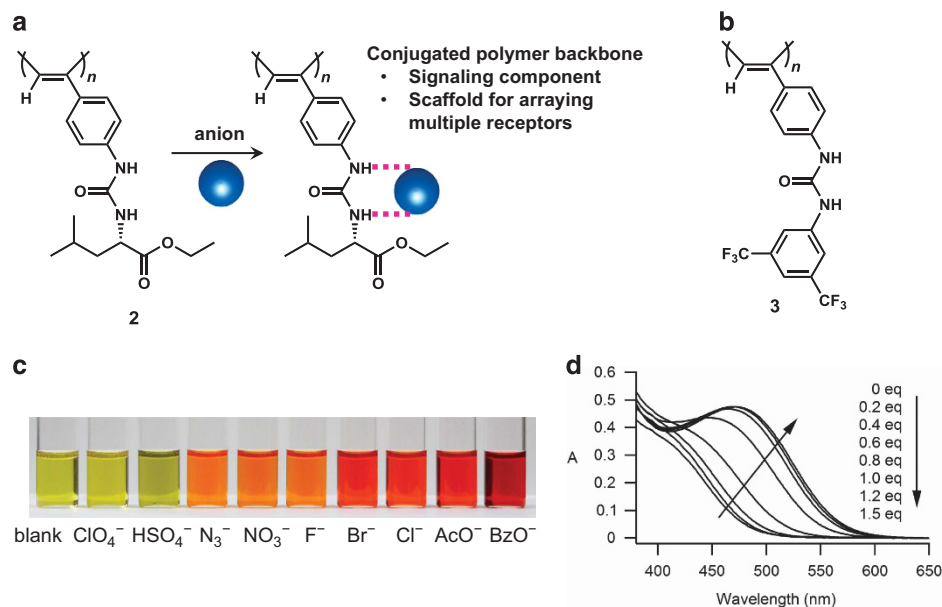 a
n
H
NH
O
NH
O
O
2
anion
n
H
NH
O
NH
O
O
Conjugated polymer backbone
• Signaling component
• Scaffold for arraying
multiple receptors
b
n
H
NH
O
NH
F₃C
CF₃
3
c
blank ClO₄⁻ HSO₄⁻ N₃⁻ NO₃⁻ F⁻ Br⁻ Cl⁻ AcO⁻ BzO⁻
d
0.6
0.5
0.4
0.3
0.2
0.1
0
A
400 450 500 550 600 650
Wavelength (nm)
0 eq
0.2 eq
0.4 eq
0.6 eq
0.8 eq
1.0 eq
1.2 eq
1.5 eq